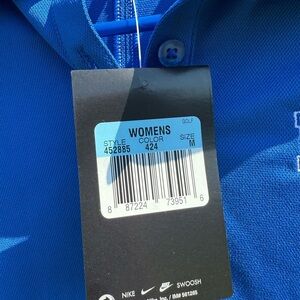 GOLF
WOMENS
STYLE COLOR SIZE
452885 424 M
8 87224 73951 6
NIKE SWOOSH